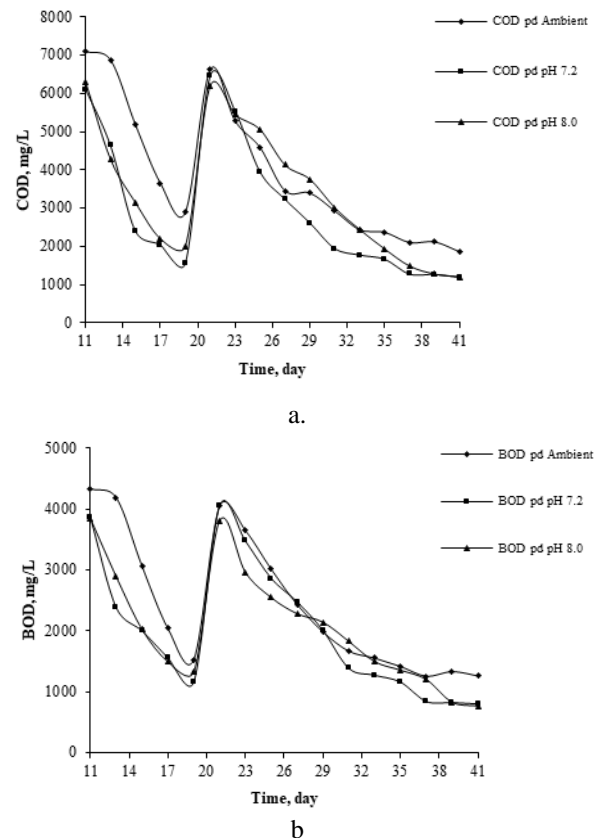 8000
7000
6000
5000
4000
3000
2000
1000
0
COD, mg/L
11 14 17 20 23 26 29 32 35 38 41
Time, day
COD pd Ambient
COD pd pH 7.2
COD pd pH 8.0
a.
5000
4000
3000
2000
1000
0
BOD, mg/L
11 14 17 20 23 26 29 32 35 38 41
Time, day
BOD pd Ambient
BOD pd pH 7.2
BOD pd pH 8.0
b